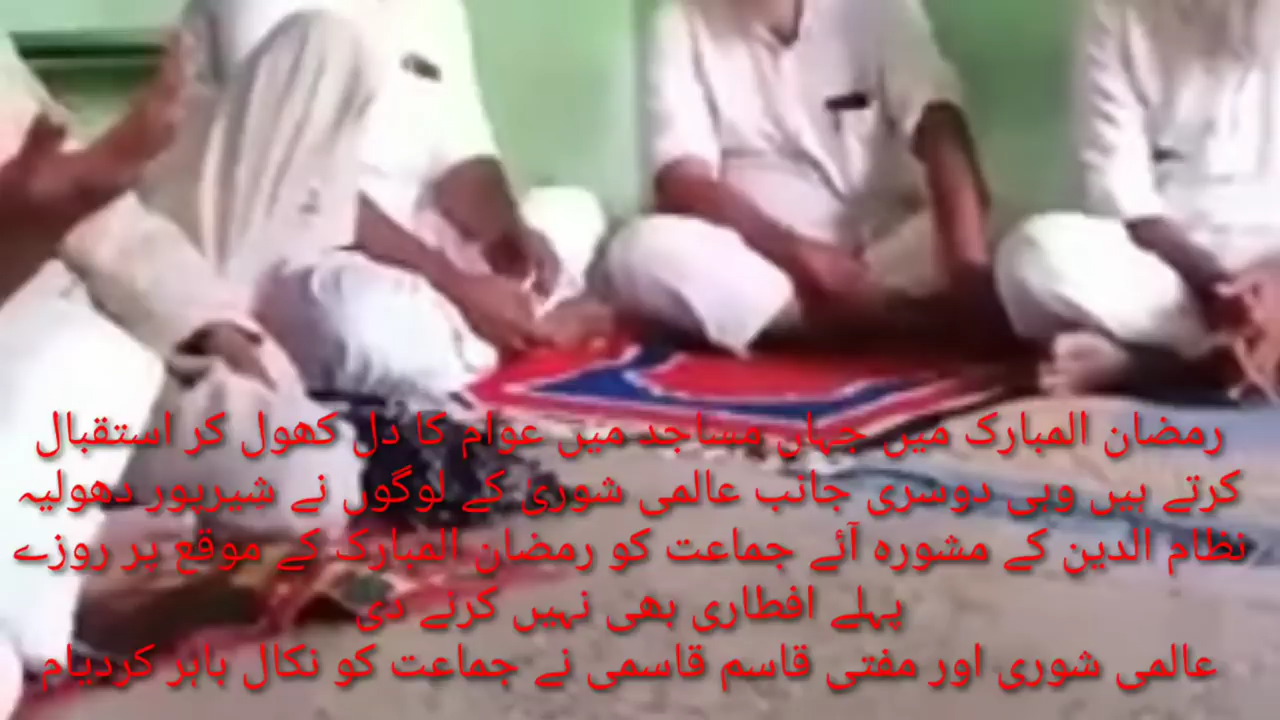 رمضان المبارک میں جہاں مساجد میں عوام کا دل کھول کر استقبال
کرتے ہیں وہی دوسری جانب عالمی شوریٰ کے لوگوں نے شیرپور دھولیہ
نظام الدین کے مشورہ آئے جماعت کو رمضان المبارک کے موقع پر روزے
پہلے افطاری بھی نہیں کرنے دی
عالمی شوری اور مفتی قاسم قاسمی نے جماعت کو نکال باہر کردیام